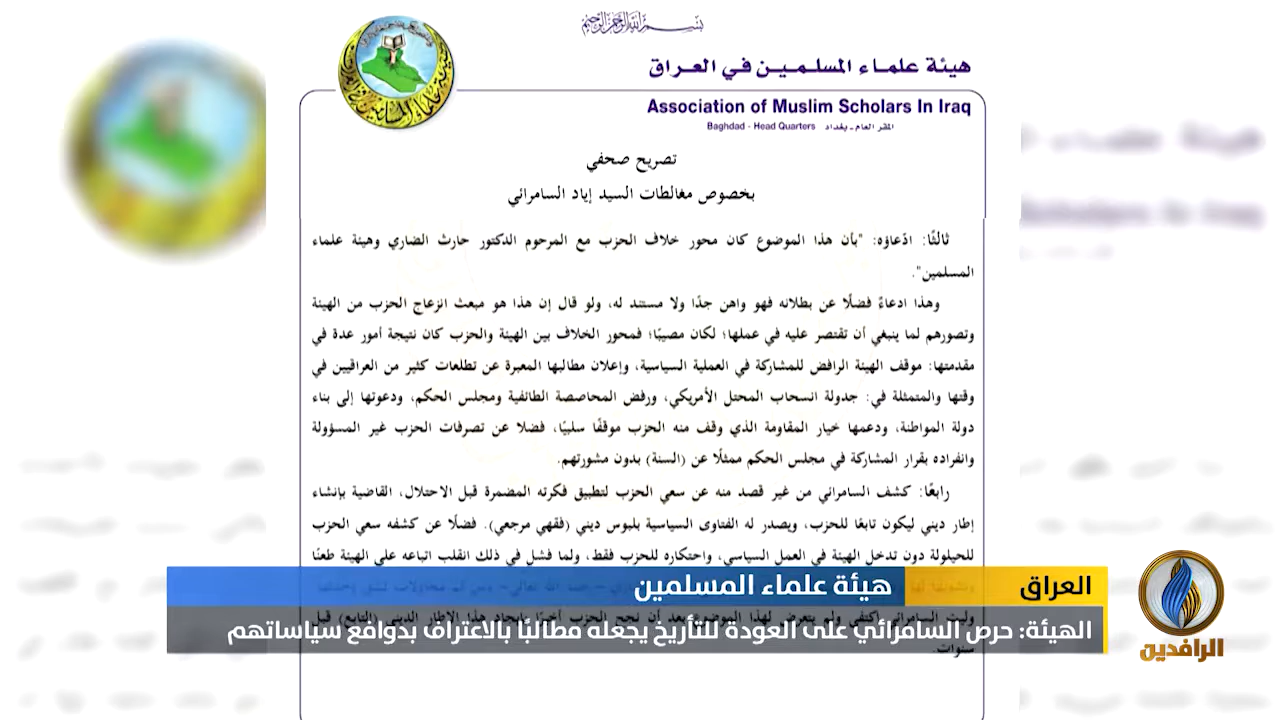 بسم الله الرحمن الرحيم
هيئة علماء المسلمين في العراق
Association of Muslim Scholars In Iraq
Baghdad - Head Quarters المقر العام - بغداد
تصريح صحفي
بخصوص مغالطات السيد إياد السامرائي
ثالثًا: ادّعاؤه: "بأن هذا الموضوع كان محور خلاف الحزب مع المرحوم الدكتور حارث الضاري وهيئة علماء
المسلمين".
وهذا ادعاءٌ فضلًا عن بطلانه فهو واهن جدًا ولا مستند له، ولو قال إن هذا هو مبعث انزعاج الحزب من الهيئة
وتصورهم لما ينبغي أن تقتصر عليه في عملها؛ لكان مصيبًا؛ فمحور الخلاف بين الهيئة والحزب كان نتيجة أمور عدة في
مقدمتها: موقف الهيئة الرافض للمشاركة في العملية السياسية، وإعلان مطالبها المعبرة عن تطلعات كثير من العراقيين في
وقتها والمتمثلة في: جدولة انسحاب المحتل الأمريكي، ورفض المحاصصة الطائفية ومجلس الحكم، ودعوتها إلى بناء
دولة المواطنة، ودعمها خيار المقاومة الذي وقف منه الحزب موقفًا سلبيًا، فضلا عن تصرفات الحزب غير المسؤولة
وانفراده بقرار المشاركة في مجلس الحكم ممثلًا عن (السنة) بدون مشورتهم.
رابعًا: كشف السامرائي من غير قصد منه عن سعي الحزب لتطبيق فكرته المضمرة قبل الاحتلال، القاضية بإنشاء
إطار ديني ليكون تابعًا للحزب، ويصدر له الفتاوى السياسية بلبوس ديني (فقهي مرجعي). فضلًا عن كشفه سعي الحزب
للحيلولة دون تدخل الهيئة في العمل السياسي، واحتكاره للحزب فقط، ولما فشل في ذلك انقلب اتباعه على الهيئة طعنًا
العراق
هيئة علماء المسلمين
الهيئة: حرص السامرائي على العودة للتأريخ يجعله مطالبًا بالاعتراف بدوافع سياساتهم
سنوات.
الرافدين